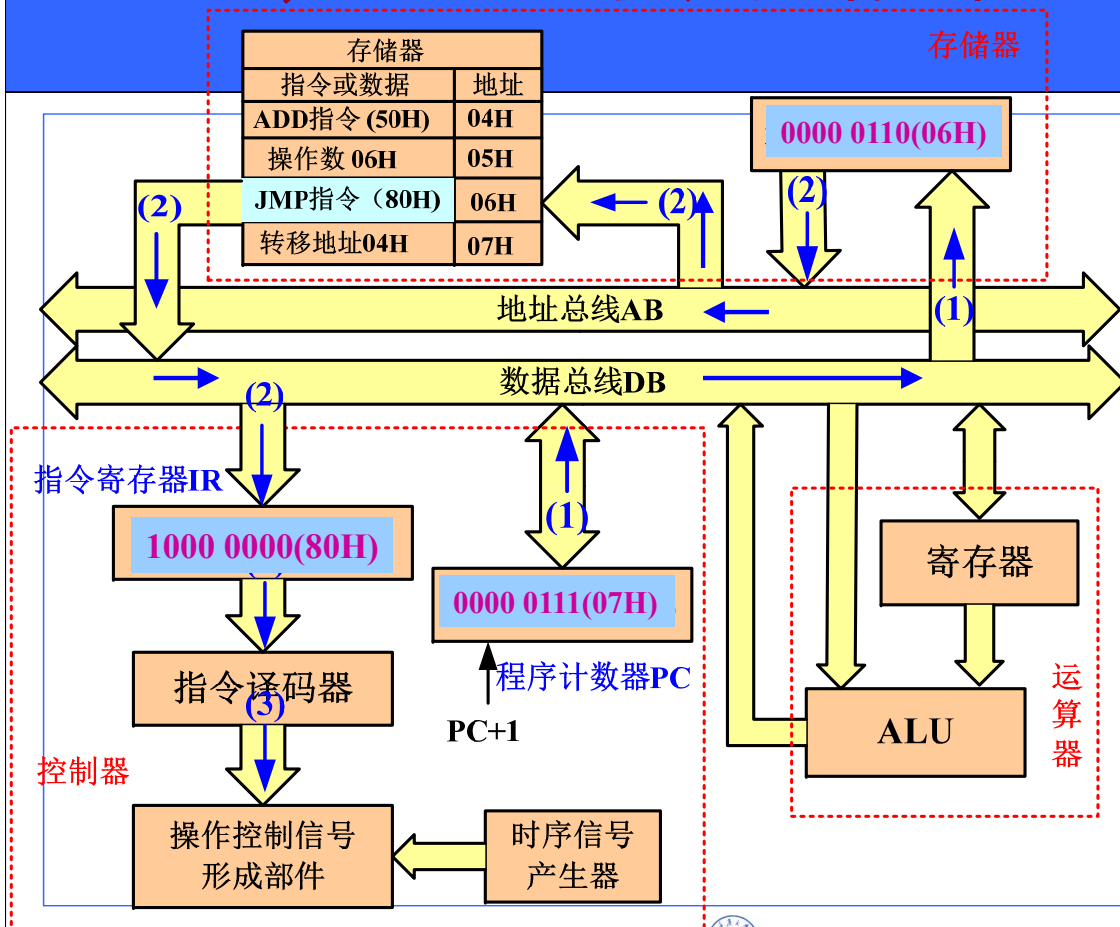 存储器
存储器
指令或数据 地址
ADD指令 (50H) 04H
操作数 06H 05H
JMP指令（80H) 06H
转移地址04H 07H
0000 0110(06H)
(2)
(2)
(2)
(1)
地址总线AB
数据总线DB
(2)
(1)
指令寄存器IR
1000 0000(80H)
0000 0111(07H)
程序计数器PC
PC+1
指令译码器
(3)
控制器
操作控制信号
形成部件
时序信号
产生器
寄存器
ALU
运
算
器